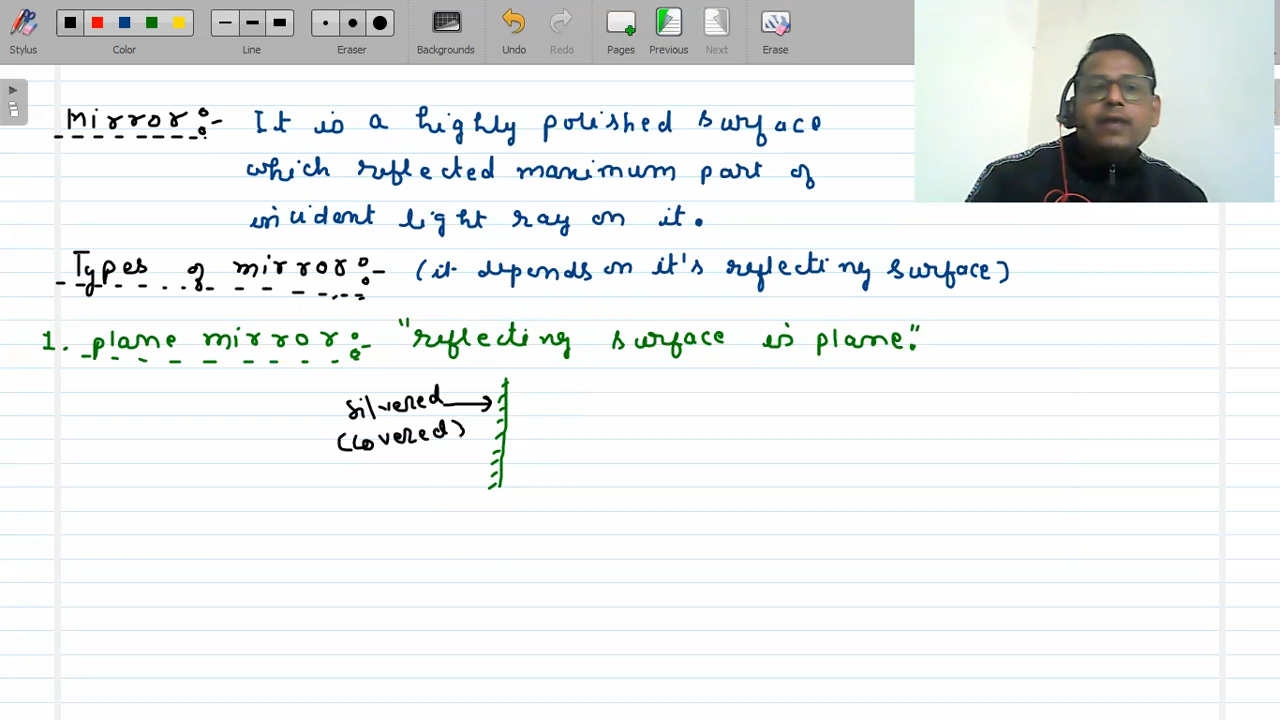 Stylus Color Line Eraser Backgrounds Undo Redo Pages Previous Next Erase
Mirror:- It is a highly polished surface
which reflected maximum part of
incident light ray on it.
Types of mirror:- (it depends on it's reflecting surface)
1. plane mirror:- "reflecting surface is plane."
silvered
(covered)